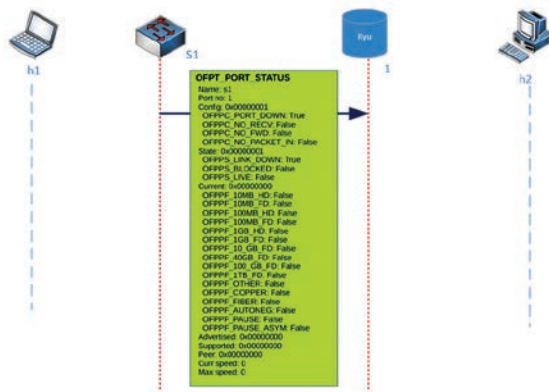 h1
S1
Ryu
1
h2
OFPT_PORT_STATUS
Name: s1
Port no: 1
Config: 0x00000001
OFPPC_PORT_DOWN: True
OFPPC_NO_RECV: False
OFPPC_NO_FWD: False
OFPPC_NO_PACKET_IN: False
State: 0x00000001
OFPPS_LINK_DOWN: True
OFPPS_BLOCKED: False
OFPPS_LIVE: False
Current: 0x00000000
OFPPF_10MB_HD: False
OFPPF_10MB_FD: False
OFPPF_100MB_HD: False
OFPPF_100MB_FD: False
OFPPF_1GB_HD: False
OFPPF_1GB_FD: False
OFPPF_10_GB_FD: False
OFPPF_40GB_FD: False
OFPPF_100_GB_FD: False
OFPPF_1TB_FD: False
OFPPF_OTHER: False
OFPPF_COPPER: False
OFPPF_FIBER: False
OFPPF_AUTONEG: False
OFPPF_PAUSE: False
OFPPF_PAUSE_ASYM: False
Advertised: 0x00000000
Supported: 0x00000000
Peer: 0x00000000
Curr speed: 0
Max speed: 0